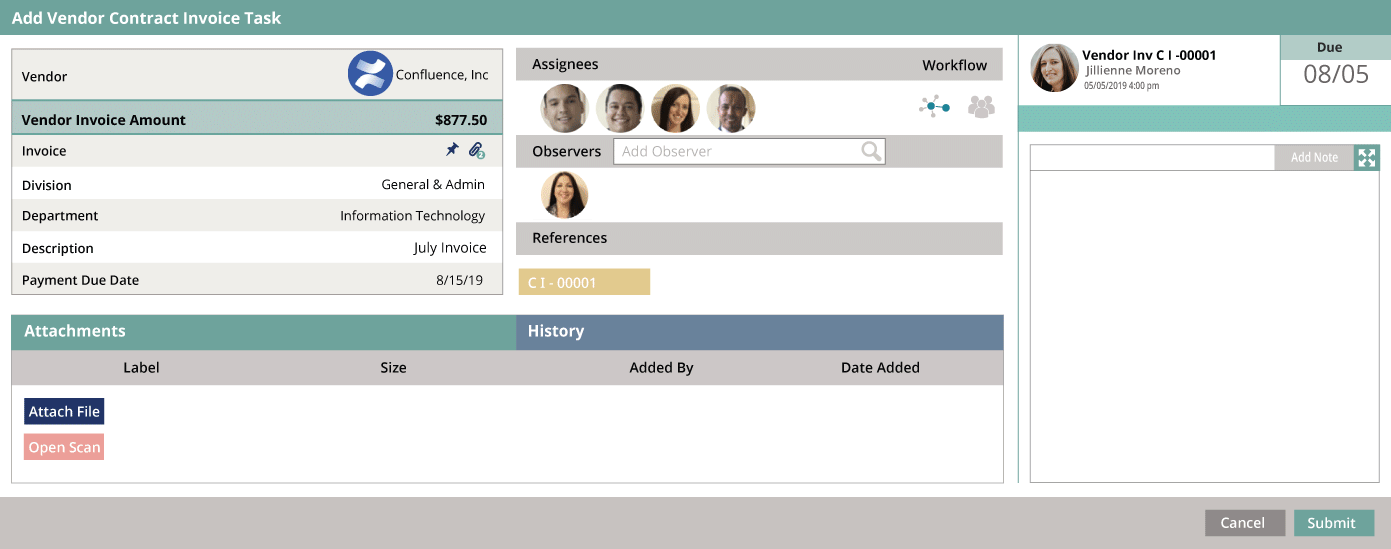 Add Vendor Contract Invoice Task
Vendor
Confluence, Inc
Vendor Invoice Amount
$877.50
Invoice
2
Division
General & Admin
Department
Information Technology
Description
July Invoice
Payment Due Date
8/15/19
Assignees
Workflow
Observers
Add Observer
References
C I - 00001
Attachments
History
Label
Size
Added By
Date Added
Attach File
Open Scan
Vendor Inv C I -00001
Jillienne Moreno
05/05/2019 4:00 pm
Due
08/05
Add Note
Cancel
Submit